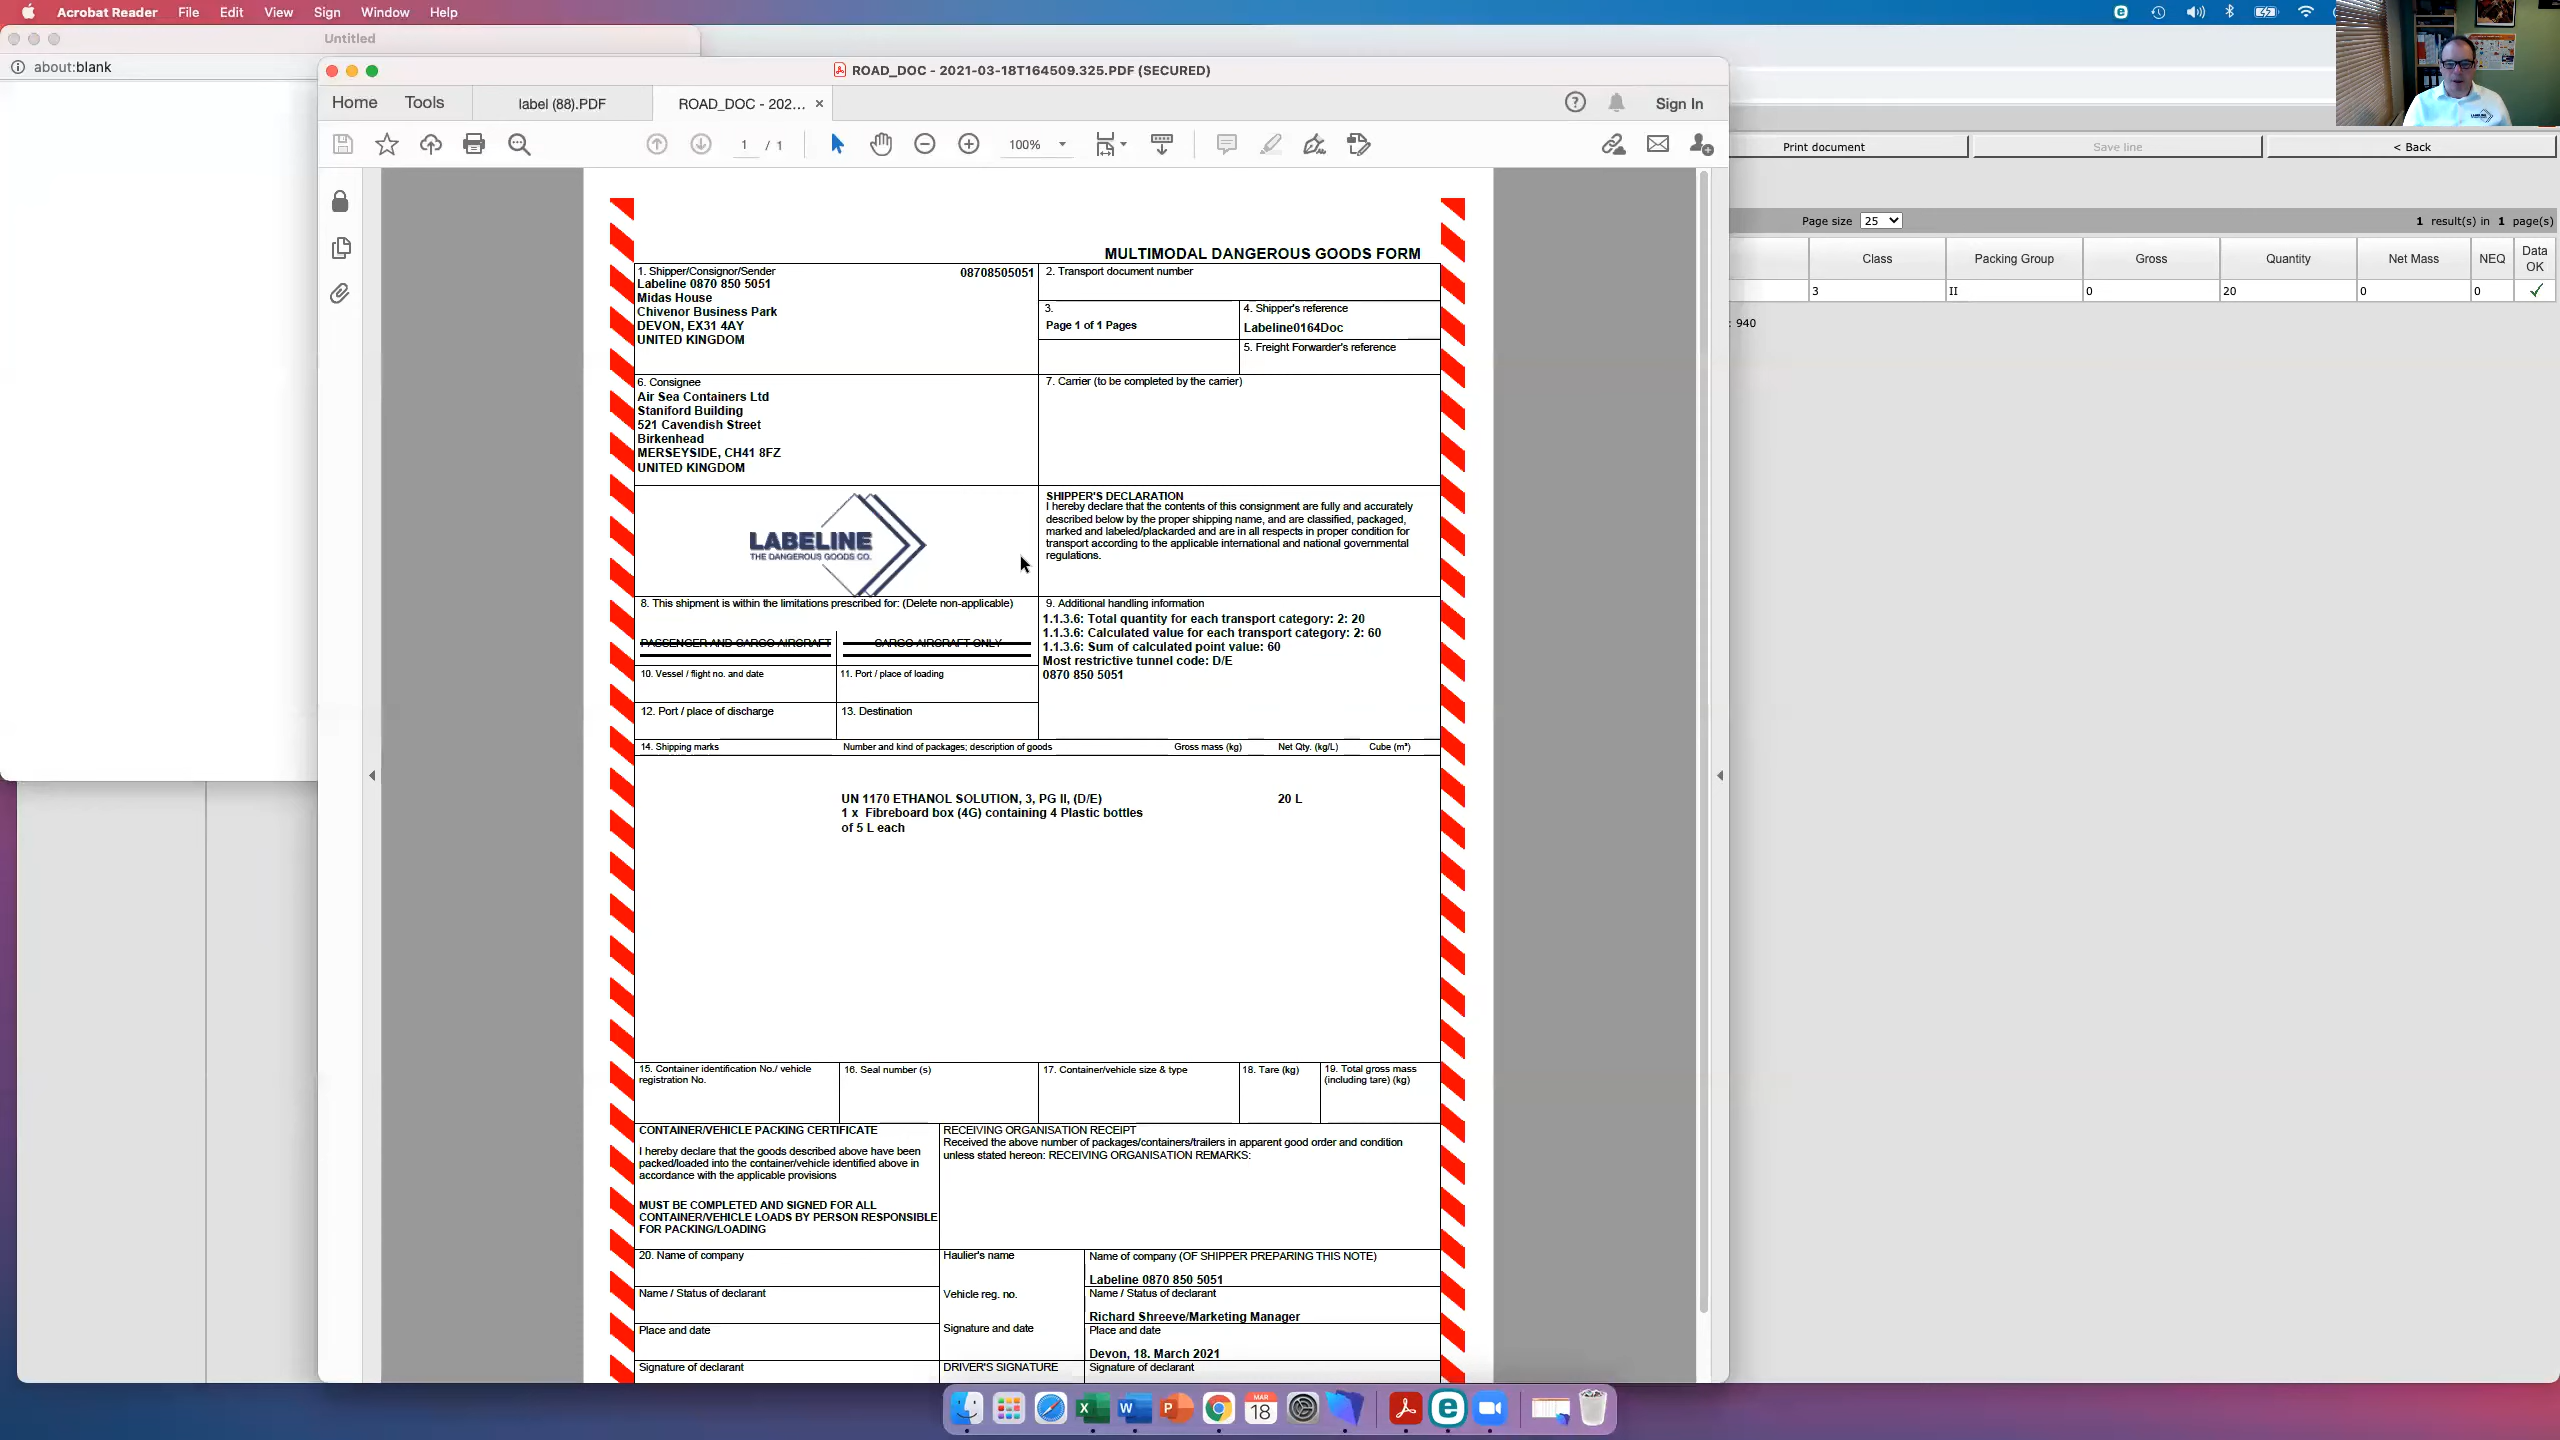 Acrobat Reader File Edit View Sign Window Help
Untitled
about:blank
ROAD_DOC - 2021-03-18T164509.325.PDF (SECURED)
Home Tools label (88).PDF ROAD_DOC - 202... × Sign In
1 / 1 100%
Print document Save line < Back
Page size 25 1 result(s) in 1 page(s)
Class Packing Group Gross Quantity Net Mass NEQ Data OK
3 II 0 20 0 0
: 940
MULTIMODAL DANGEROUS GOODS FORM
1. Shipper/Consignor/Sender 08708505051
Labeline 0870 850 5051
Midas House
Chivenor Business Park
DEVON, EX31 4AY
UNITED KINGDOM
2. Transport document number
3.
Page 1 of 1 Pages
4. Shipper's reference
Labeline0164Doc
5. Freight Forwarder's reference
6. Consignee
Air Sea Containers Ltd
Staniford Building
521 Cavendish Street
Birkenhead
MERSEYSIDE, CH41 8FZ
UNITED KINGDOM
7. Carrier (to be completed by the carrier)
LABELINE
THE DANGEROUS GOODS CO.
SHIPPER'S DECLARATION
I hereby declare that the contents of this consignment are fully and accurately
described below by the proper shipping name, and are classified, packaged,
marked and labeled/plackarded and are in all respects in proper condition for
transport according to the applicable international and national governmental
regulations.
8. This shipment is within the limitations prescribed for: (Delete non-applicable)
PASSENGER AND CARGO AIRCRAFT CARGO AIRCRAFT ONLY
9. Additional handling information
1.1.3.6: Total quantity for each transport category: 2: 20
1.1.3.6: Calculated value for each transport category: 2: 60
1.1.3.6: Sum of calculated point value: 60
Most restrictive tunnel code: D/E
0870 850 5051
10. Vessel / flight no. and date 11. Port / place of loading
12. Port / place of discharge 13. Destination
14. Shipping marks Number and kind of packages; description of goods Gross mass (kg) Net Qty. (kg/L) Cube (m³)
UN 1170 ETHANOL SOLUTION, 3, PG II, (D/E) 20 L
1 x Fibreboard box (4G) containing 4 Plastic bottles
of 5 L each
15. Container identification No./ vehicle
registration No.
16. Seal number (s)
17. Container/vehicle size & type
18. Tare (kg)
19. Total gross mass
(including tare) (kg)
CONTAINER/VEHICLE PACKING CERTIFICATE
I hereby declare that the goods described above have been
packed/loaded into the container/vehicle identified above in
accordance with the applicable provisions
MUST BE COMPLETED AND SIGNED FOR ALL
CONTAINER/VEHICLE LOADS BY PERSON RESPONSIBLE
FOR PACKING/LOADING
RECEIVING ORGANISATION RECEIPT
Received the above number of packages/containers/trailers in apparent good order and condition
unless stated hereon: RECEIVING ORGANISATION REMARKS:
20. Name of company
Name / Status of declarant
Place and date
Signature of declarant
Haulier's name
Vehicle reg. no.
Signature and date
DRIVER'S SIGNATURE
Name of company (OF SHIPPER PREPARING THIS NOTE)
Labeline 0870 850 5051
Name / Status of declarant
Richard Shreeve/Marketing Manager
Place and date
Devon, 18. March 2021
Signature of declarant
MAR
18